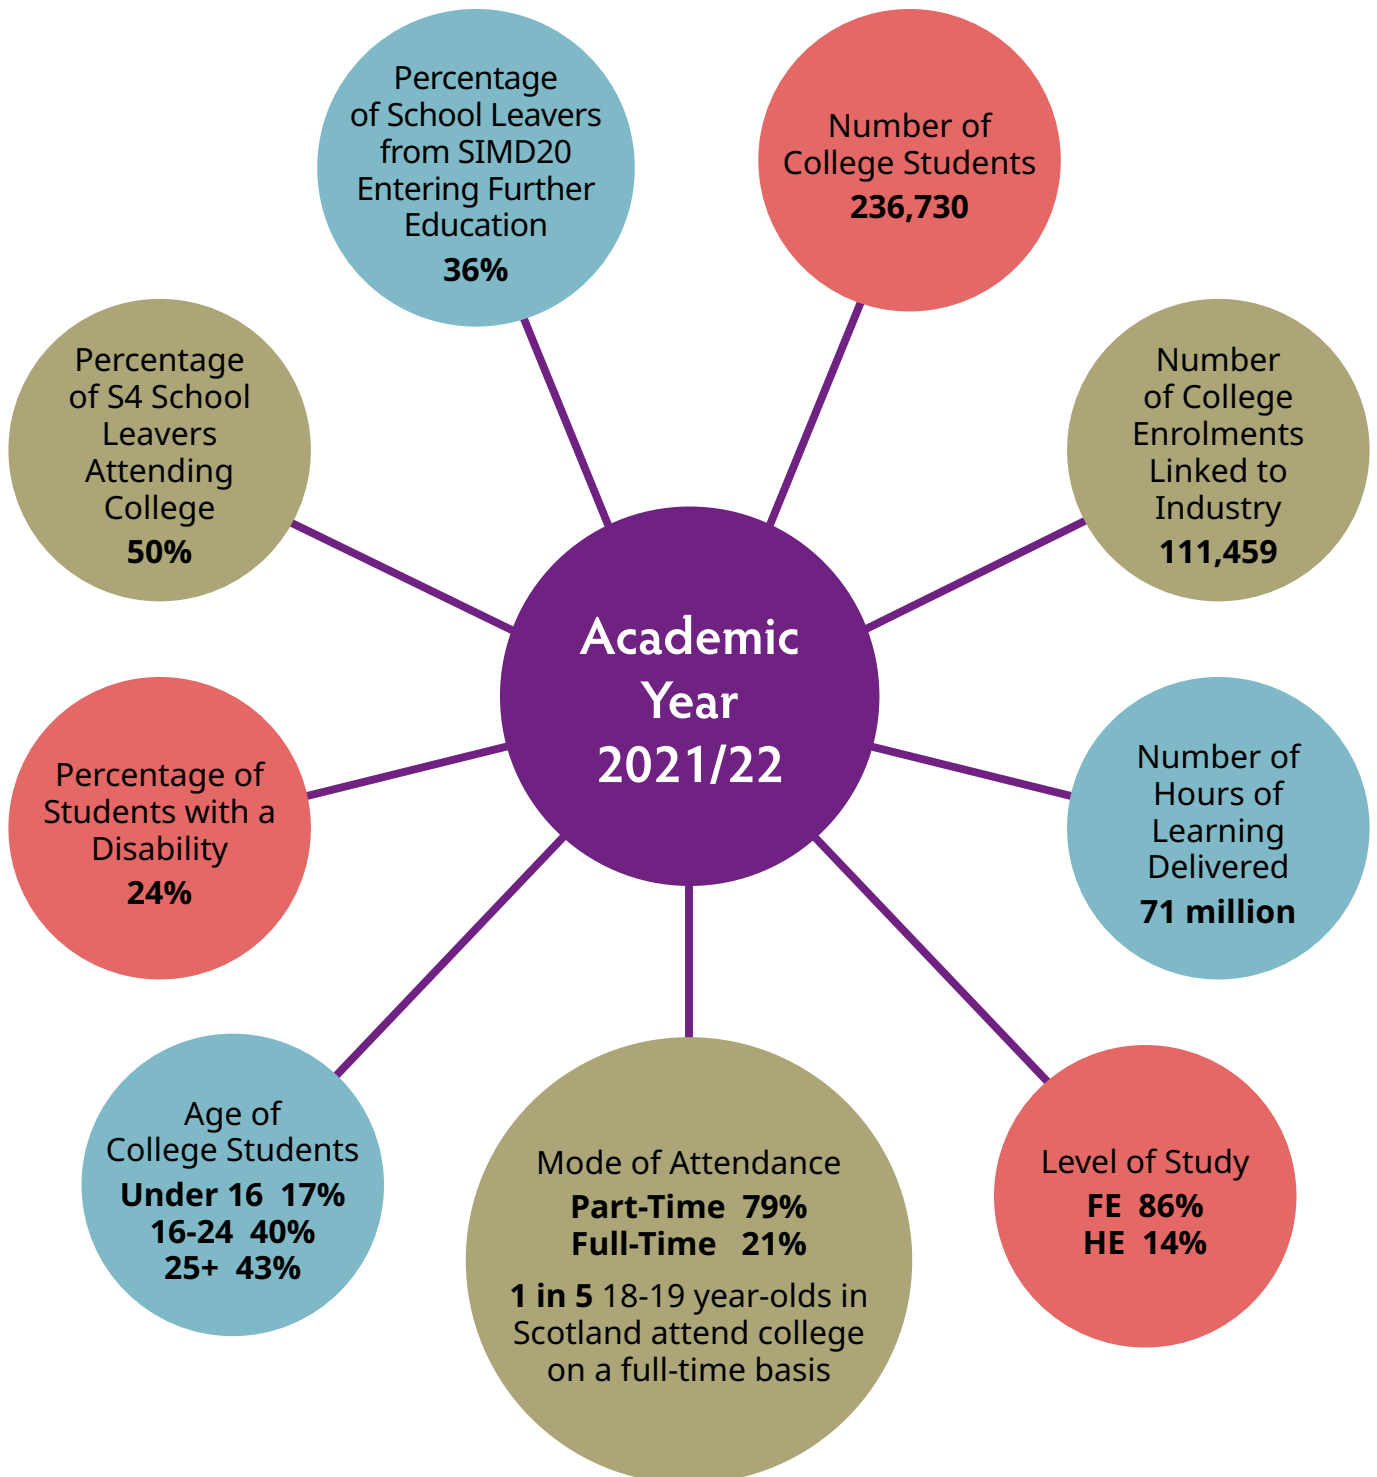 Percentage
of School Leavers
from SIMD20
Entering Further
Education
36%
Number of
College Students
236,730
Percentage
of S4 School
Leavers
Attending
College
50%
Number
of College
Enrolments
Linked to
Industry
111,459
Academic
Year
2021/22
Percentage of
Students with a
Disability
24%
Number of
Hours of
Learning
Delivered
71 million
Age of
College Students
Under 16 17%
16-24 40%
25+ 43%
Mode of Attendance
Part-Time 79%
Full-Time 21%
1 in 5 18-19 year-olds in
Scotland attend college
on a full-time basis
Level of Study
FE 86%
HE 14%